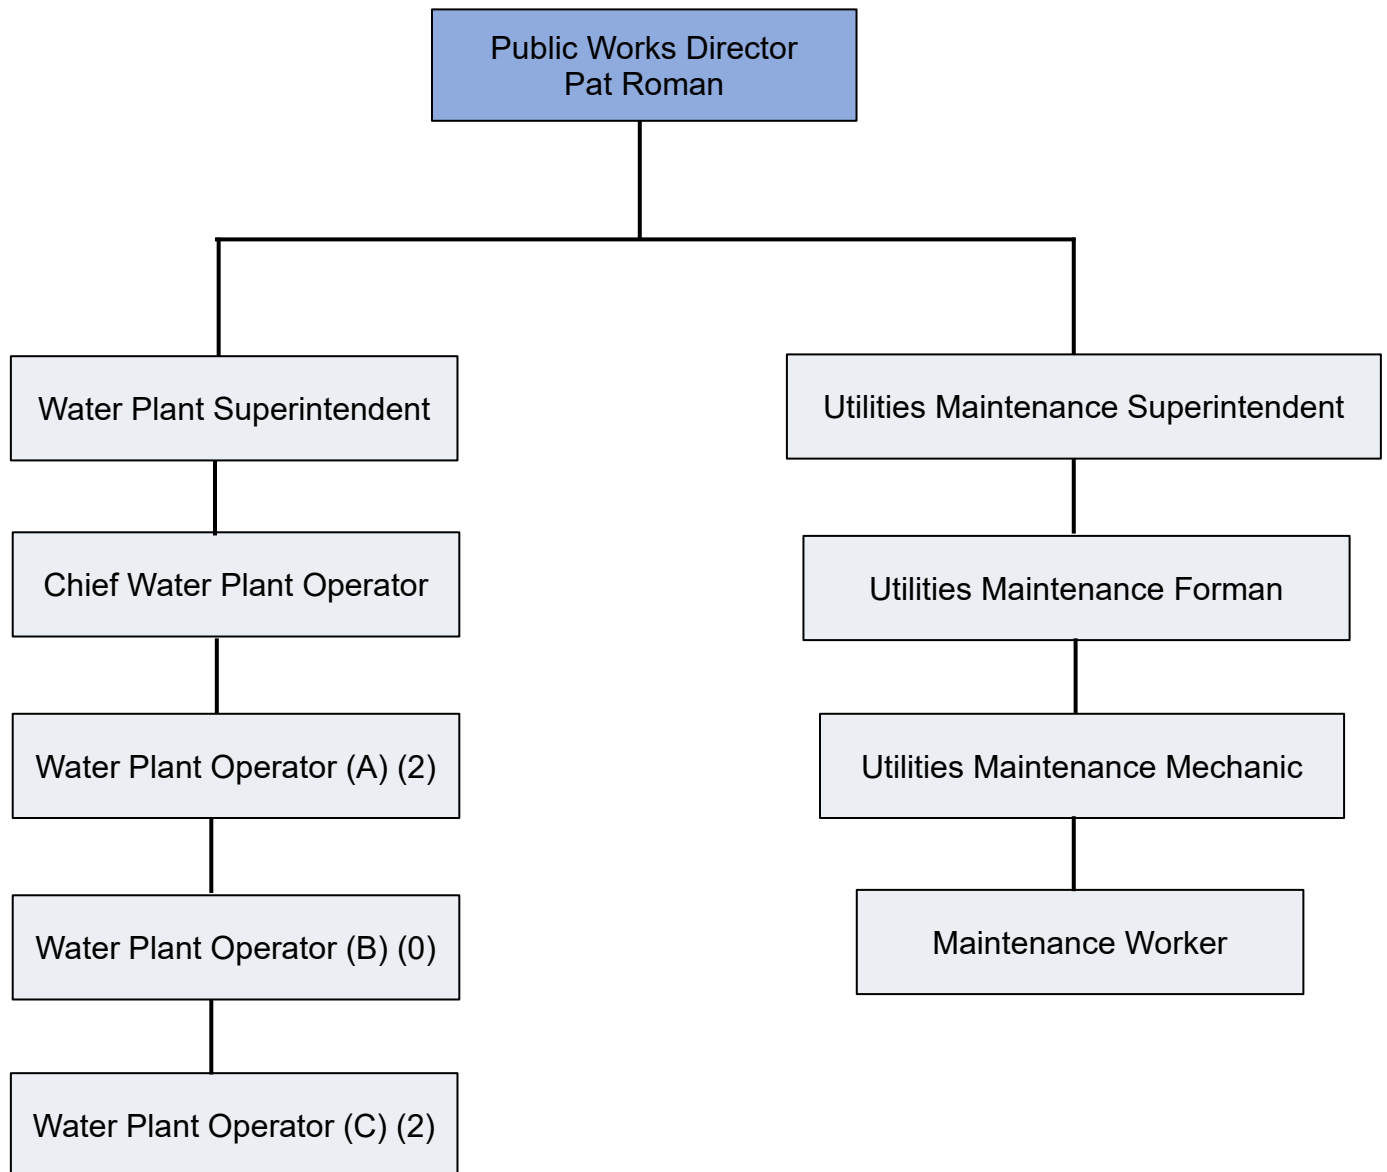 Public Works Director
Pat Roman
Water Plant Superintendent
Utilities Maintenance Superintendent
Chief Water Plant Operator
Utilities Maintenance Forman
Water Plant Operator (A) (2)
Utilities Maintenance Mechanic
Water Plant Operator (B) (0)
Maintenance Worker
Water Plant Operator (C) (2)